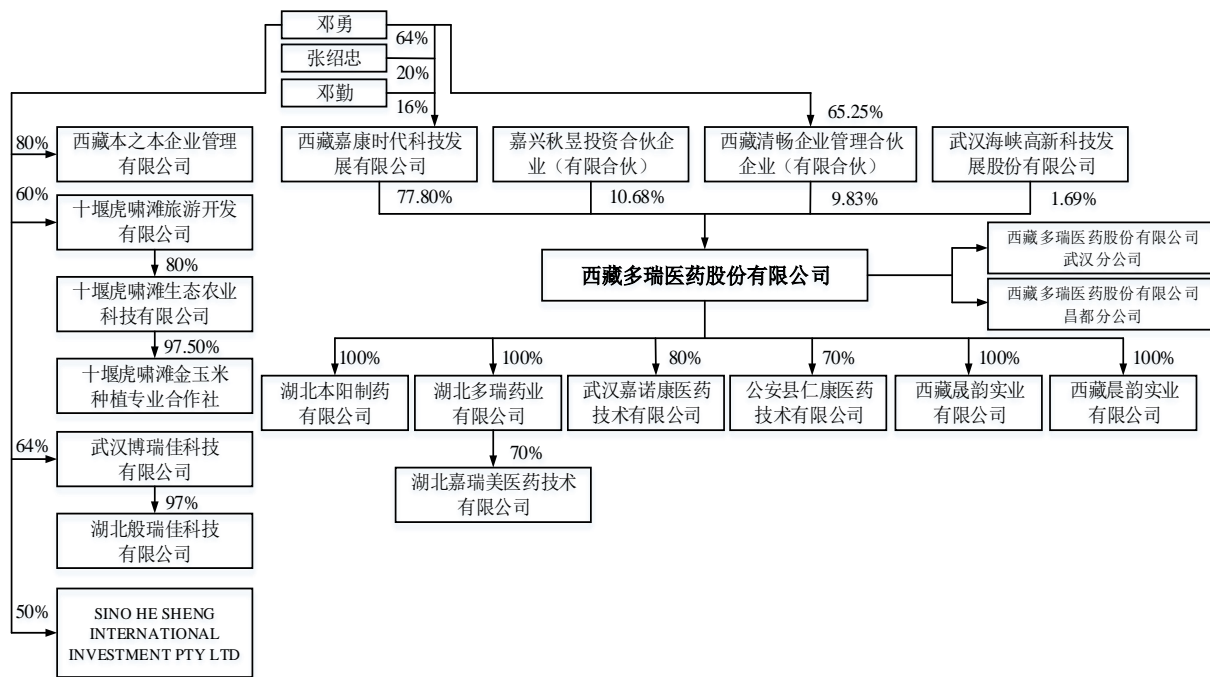 邓勇
64%
张绍忠
20%
邓勤
16%
65.25%
80%
西藏本之本企业管理
有限公司
西藏嘉康时代科技发
展有限公司
嘉兴秋昱投资合伙企
业（有限合伙）
西藏清畅企业管理合伙
企业（有限合伙）
武汉海峡高新科技发
展股份有限公司
77.80%
10.68%
9.83%
1.69%
60%
十堰虎啸滩旅游开发
有限公司
80%
西藏多瑞医药股份有限公司
西藏多瑞医药股份有限公司
武汉分公司
西藏多瑞医药股份有限公司
昌都分公司
十堰虎啸滩生态农业
科技有限公司
97.50%
十堰虎啸滩金玉米
种植专业合作社
100%
100%
80%
70%
100%
100%
湖北本阳制药
有限公司
湖北多瑞药业
有限公司
武汉嘉诺康医药
技术有限公司
公安县仁康医药
技术有限公司
西藏晟韵实业
有限公司
西藏晨韵实业
有限公司
64%
武汉博瑞佳科技
有限公司
70%
湖北嘉瑞美医药技术
有限公司
97%
湖北般瑞佳科技
有限公司
50%
SINO HE SHENG
INTERNATIONAL
INVESTMENT PTY LTD